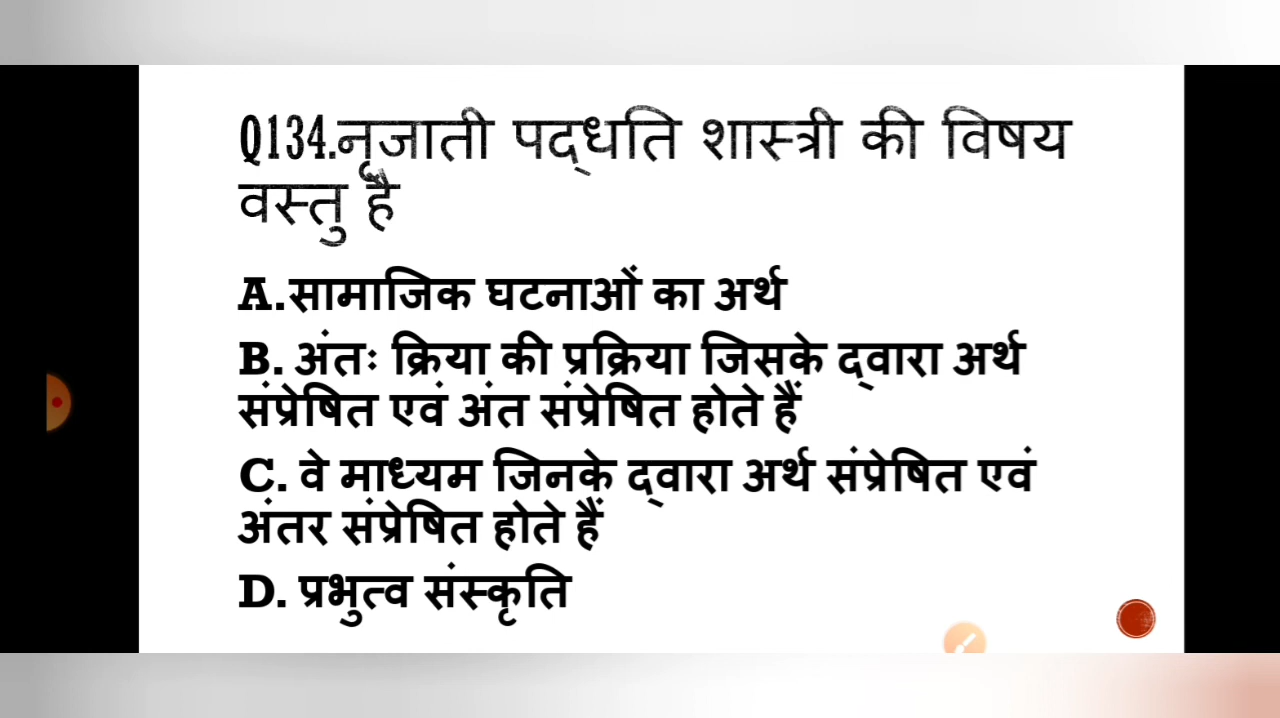 Q134.नृजाती पद्धति शास्त्री की विषय
वस्तु है
A.सामाजिक घटनाओं का अर्थ
B. अंतः क्रिया की प्रक्रिया जिसके द्वारा अर्थ
संप्रेषित एवं अंत संप्रेषित होते हैं
C. वे माध्यम जिनके द्वारा अर्थ संप्रेषित एवं
अंतर संप्रेषित होते हैं
D. प्रभुत्व संस्कृति